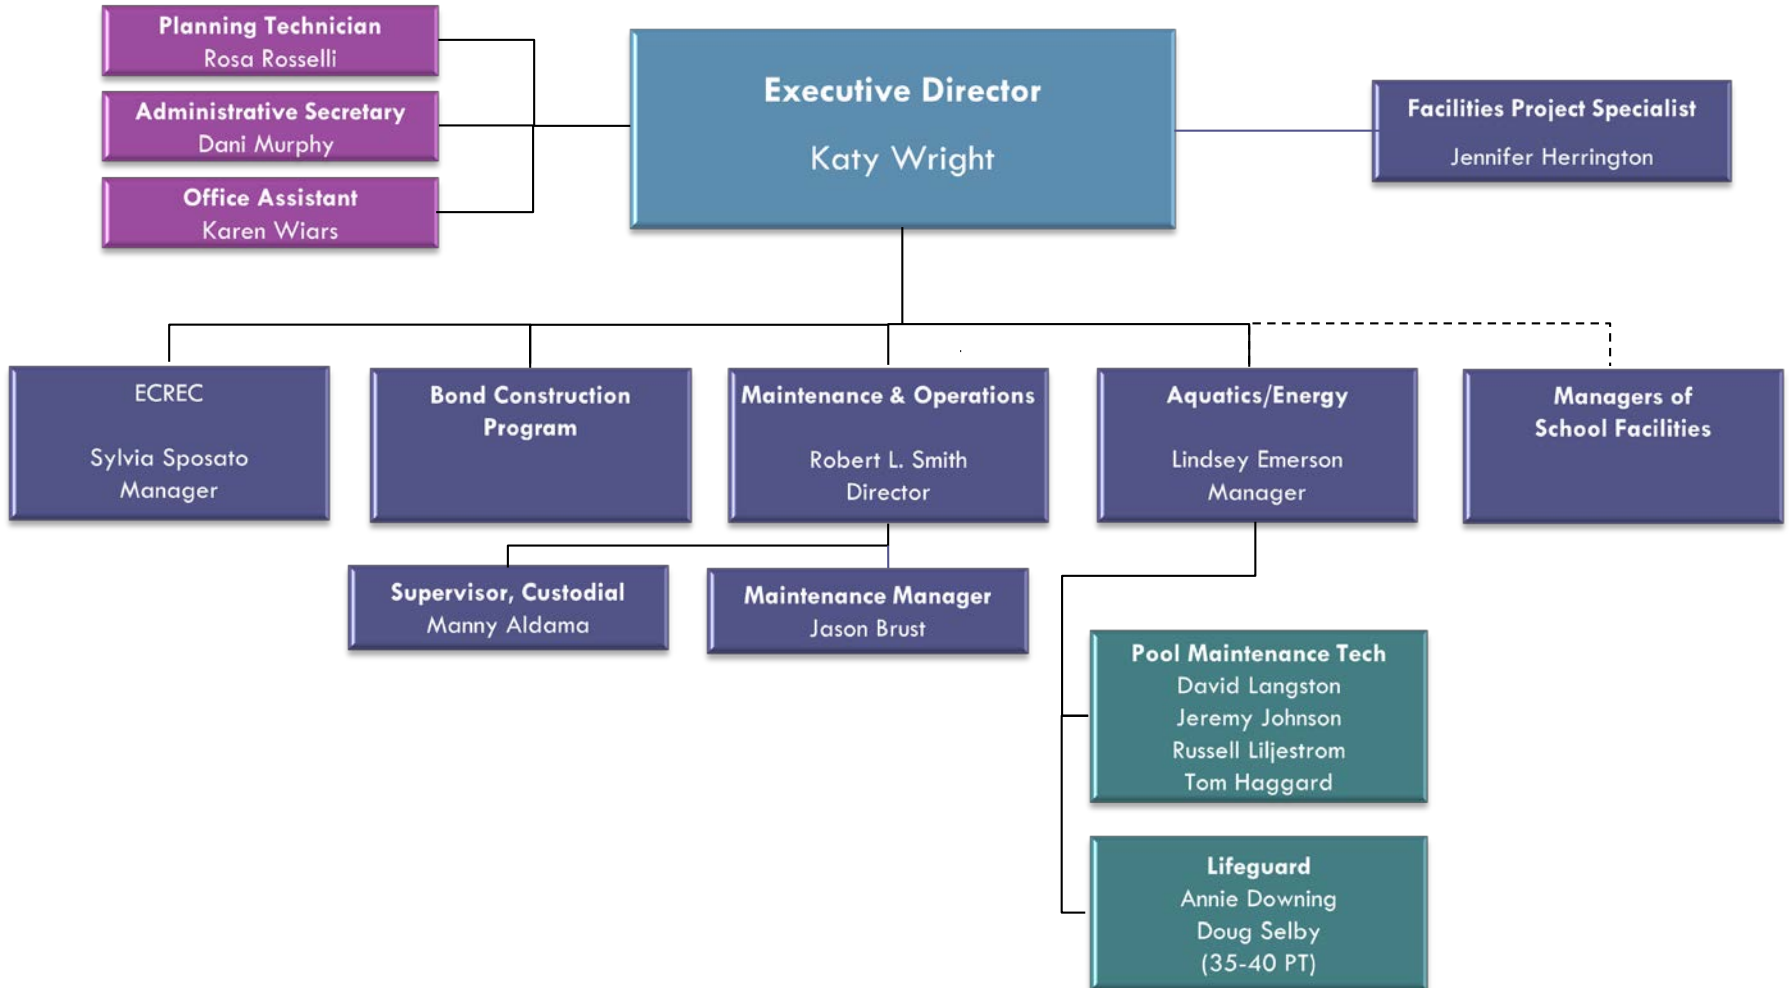 Planning Technician
Rosa Rosselli
Administrative Secretary
Dani Murphy
Office Assistant
Karen Wiars
Executive Director
Katy Wright
Facilities Project Specialist
Jennifer Herrington
ECREC
Sylvia Sposato
Manager
Bond Construction
Program
Maintenance & Operations
Robert L. Smith
Director
Aquatics/Energy
Lindsey Emerson
Manager
Managers of
School Facilities
Supervisor, Custodial
Manny Aldama
Maintenance Manager
Jason Brust
Pool Maintenance Tech
David Langston
Jeremy Johnson
Russell Liljestrom
Tom Haggard
Lifeguard
Annie Downing
Doug Selby
(35-40 PT)